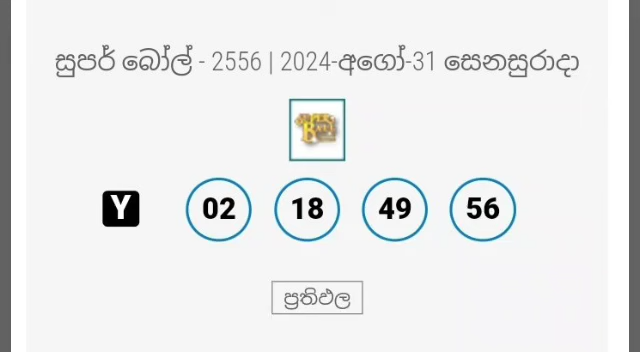 සුපර් බෝල් - 2556 | 2024-අගෝ-31 සෙනසුරාදා
Y 02 18 49 56
ප්‍රතිඵල